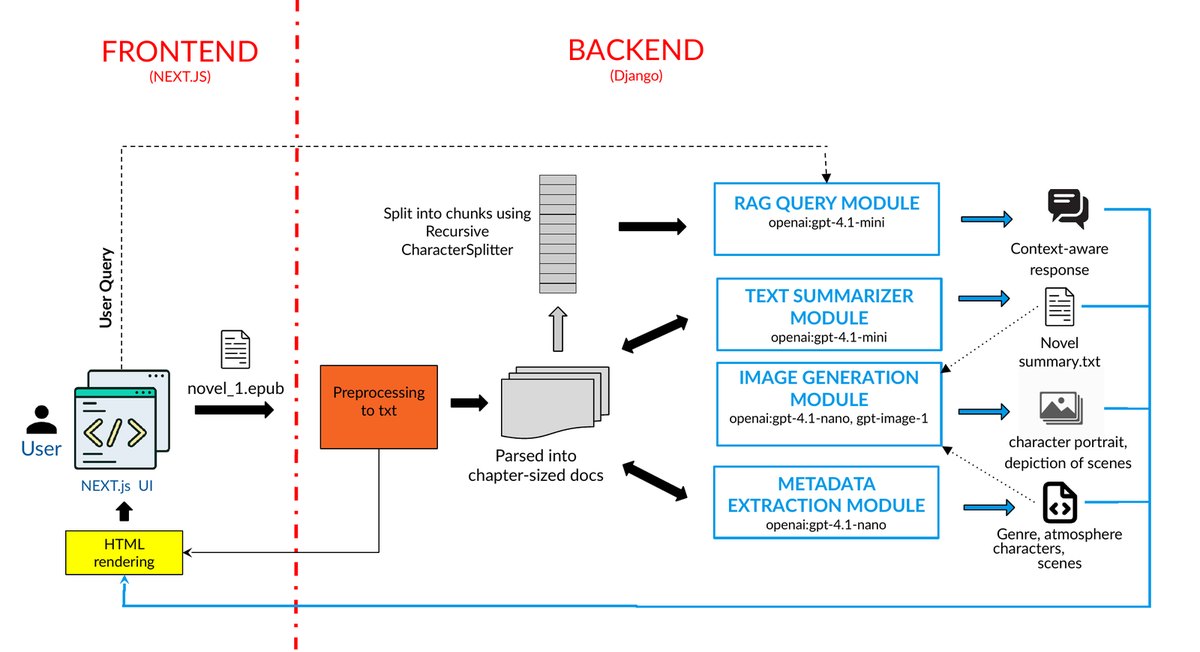 FRONTEND
(NEXT.JS)
BACKEND
(Django)
User Query
novel_1.epub
User
NEXT.js UI
HTML
rendering
Preprocessing
to txt
Split into chunks using
Recursive
CharacterSplitter
Parsed into
chapter-sized docs
RAG QUERY MODULE
openai:gpt-4.1-mini
TEXT SUMMARIZER
MODULE
openai:gpt-4.1-mini
IMAGE GENERATION
MODULE
openai:gpt-4.1-nano, gpt-image-1
METADATA
EXTRACTION MODULE
openai:gpt-4.1-nano
Context-aware
response
Novel
summary.txt
character portrait,
depiction of scenes
Genre, atmosphere
characters,
scenes